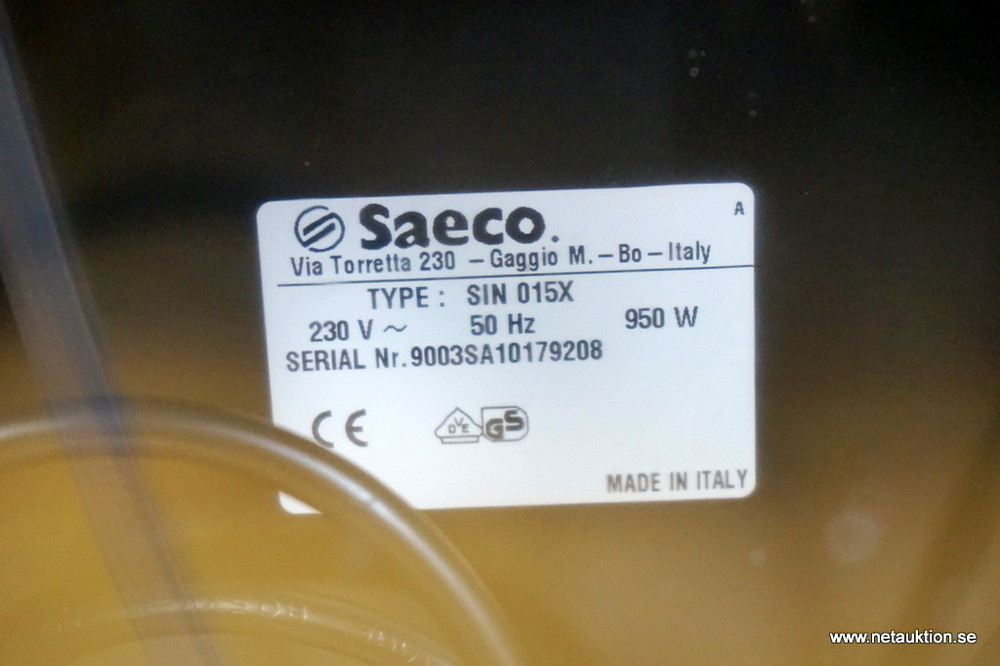 Saeco. A
Via Torretta 230 – Gaggio M. – Bo – Italy
TYPE : SIN 015X
230 V ~ 50 Hz 950 W
SERIAL Nr. 9003SA10179208
CE DVE GS
MADE IN ITALY
www.netauktion.se